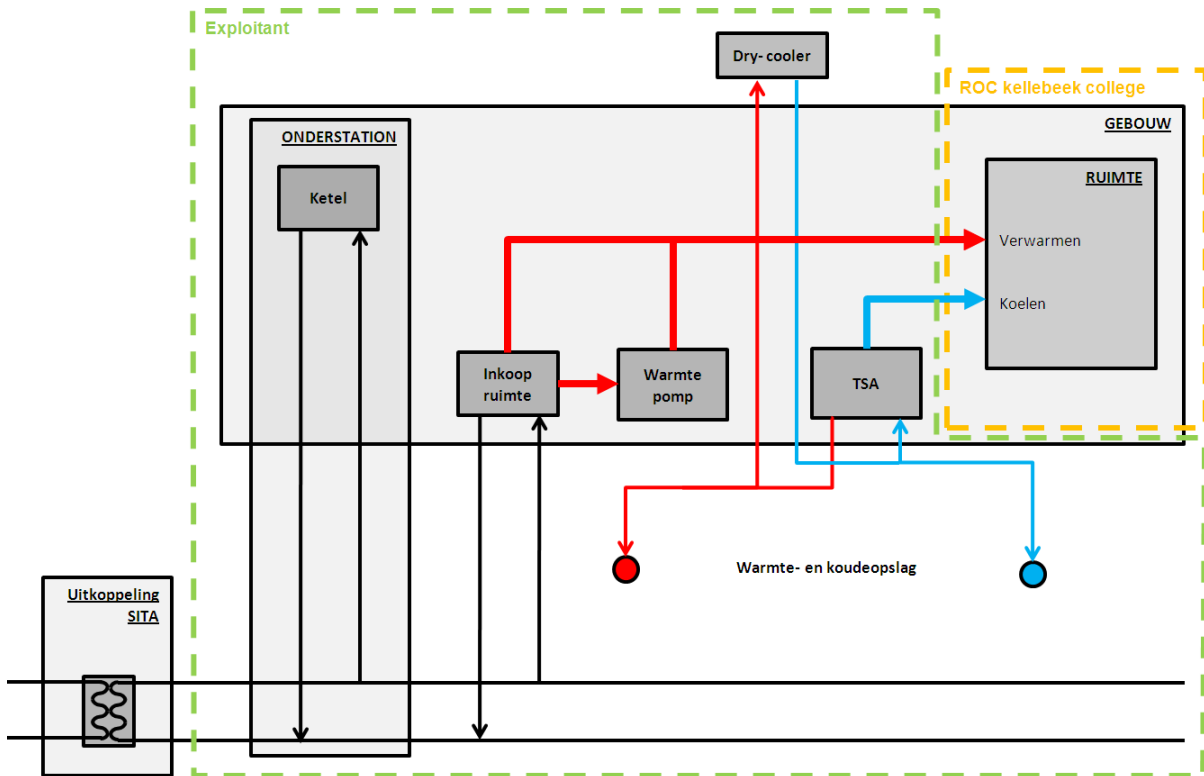 Exploitant
Dry- cooler
ROC kellebeek college
GEBOUW
ONDERSTATION
Ketel
RUIMTE
Verwarmen
Koelen
Inkoop
ruimte
Warmte
pomp
TSA
Warmte- en koudeopslag
Uitkoppeling
SITA